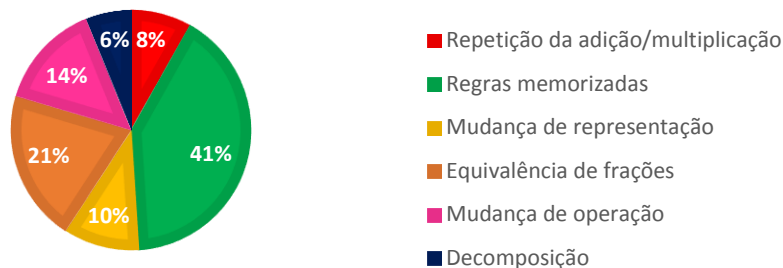 6%
8%
14%
41%
21%
10%
Repetição da adição/multiplicação
Regras memorizadas
Mudança de representação
Equivalência de frações
Mudança de operação
Decomposição